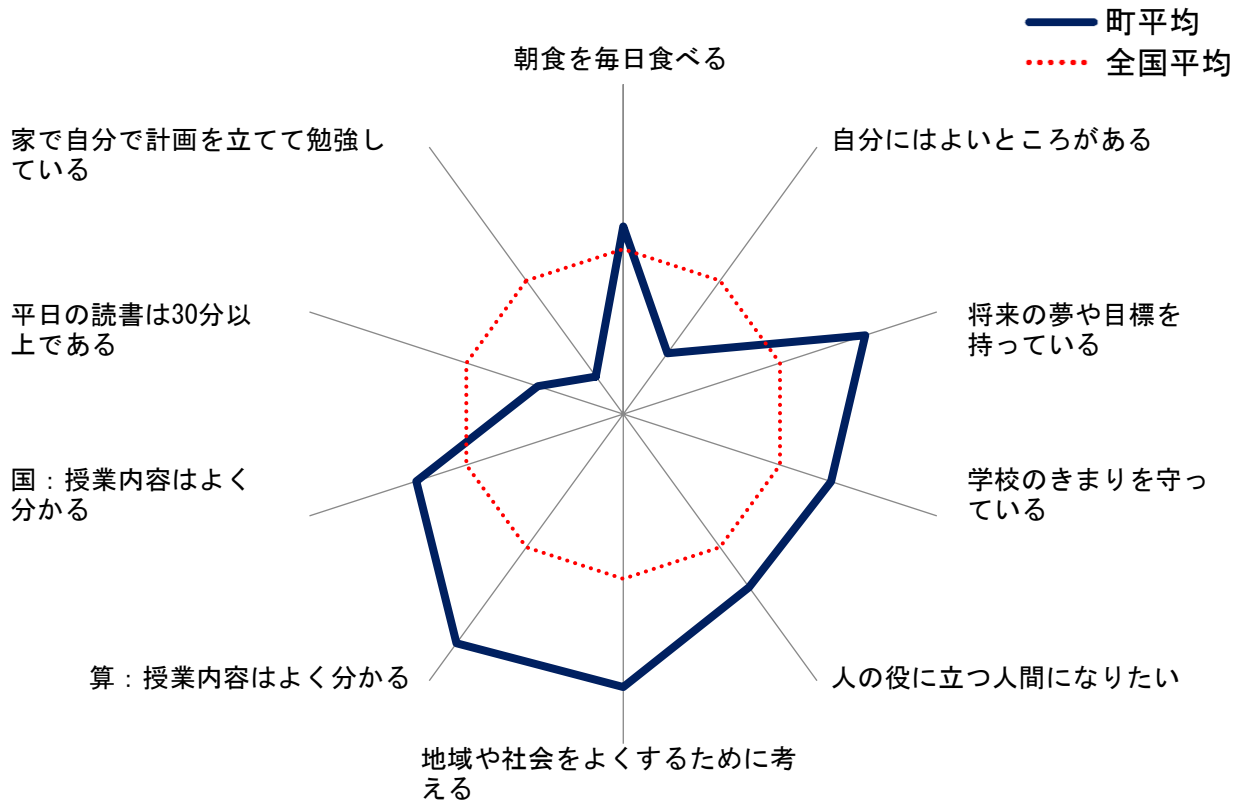 町平均
全国平均
朝食を毎日食べる
自分にはよいところがある
将来の夢や目標を
持っている
学校のきまりを守っ
ている
人の役に立つ人間になりたい
地域や社会をよくするために考
える
算：授業内容はよく分かる
国：授業内容はよく
分かる
平日の読書は30分以
上である
家で自分で計画を立てて勉強し
ている